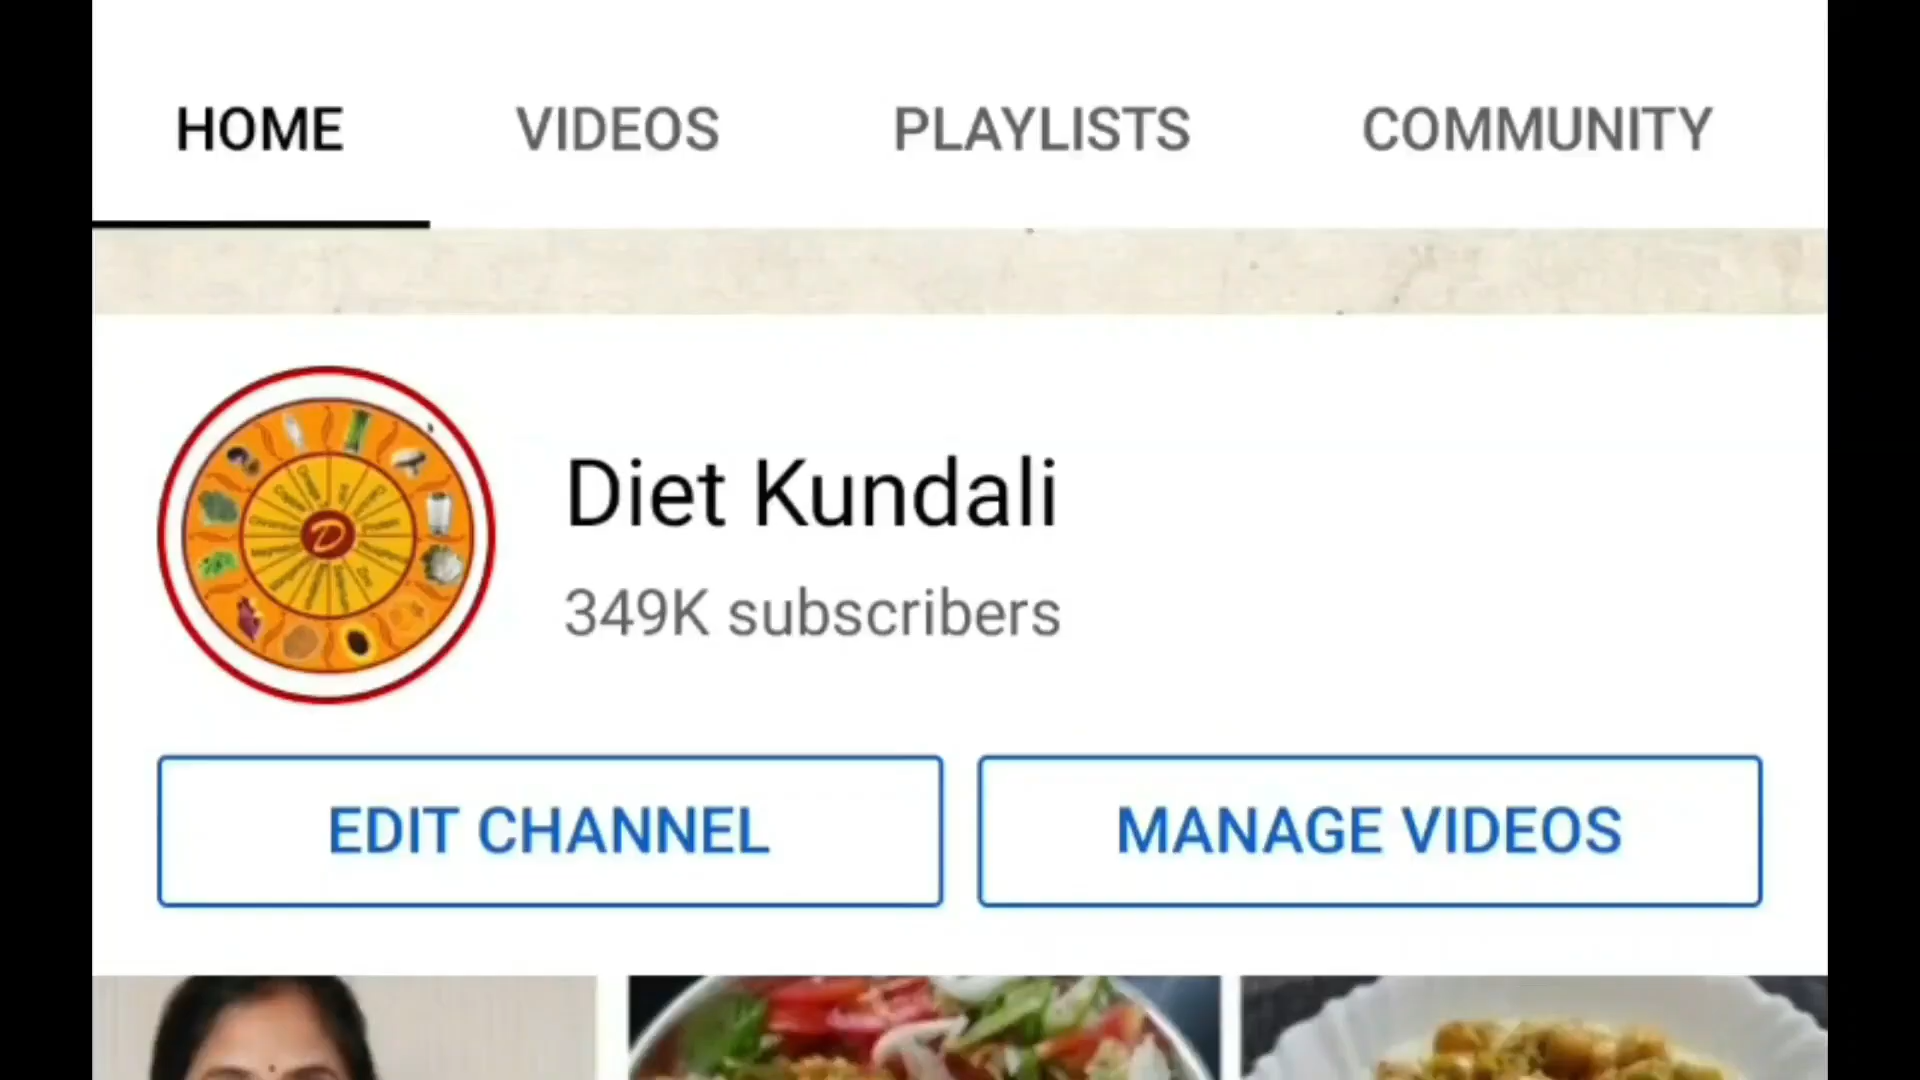 HOME VIDEOS PLAYLISTS COMMUNITY
D
Diet Kundali
349K subscribers
EDIT CHANNEL MANAGE VIDEOS